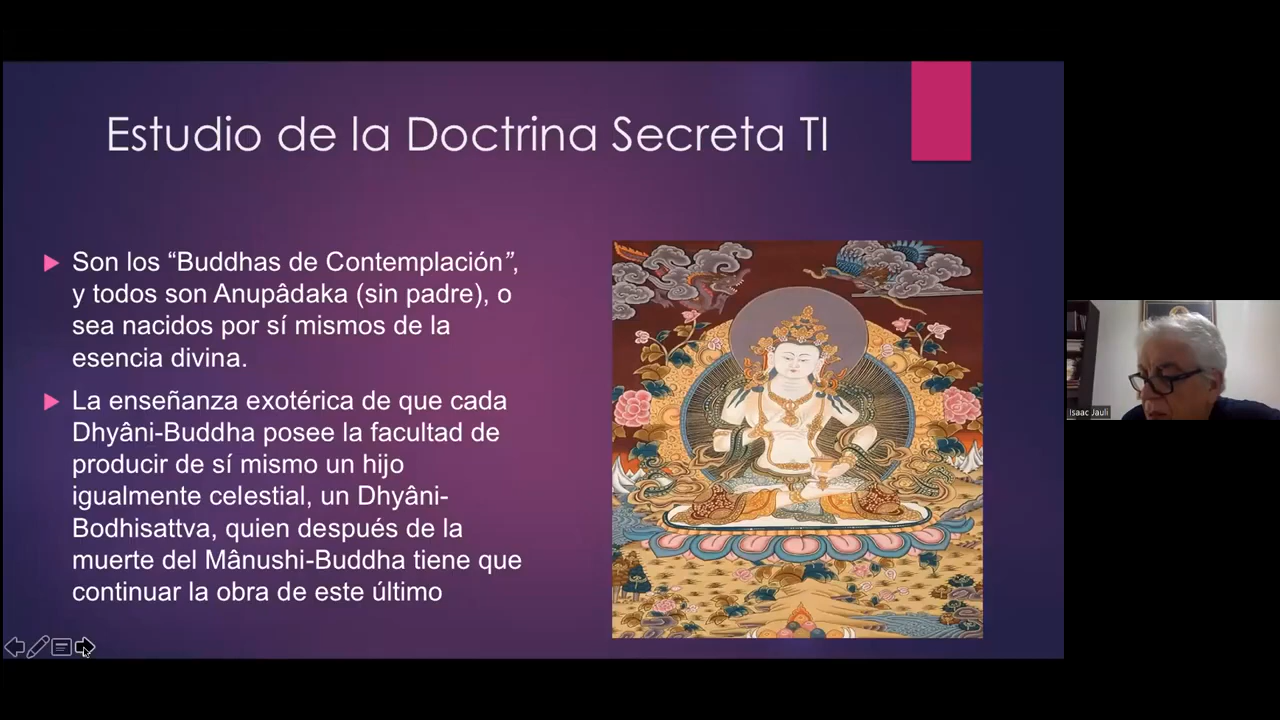 Estudio de la Doctrina Secreta TI
Son los “Buddhas de Contemplación”,
y todos son Anupâdaka (sin padre), o
sea nacidos por sí mismos de la
esencia divina.
La enseñanza exotérica de que cada
Dhyâni-Buddha posee la facultad de
producir de sí mismo un hijo
igualmente celestial, un Dhyâni-
Bodhisattva, quien después de la
muerte del Mânushi-Buddha tiene que
continuar la obra de este último
Isaac Jauli